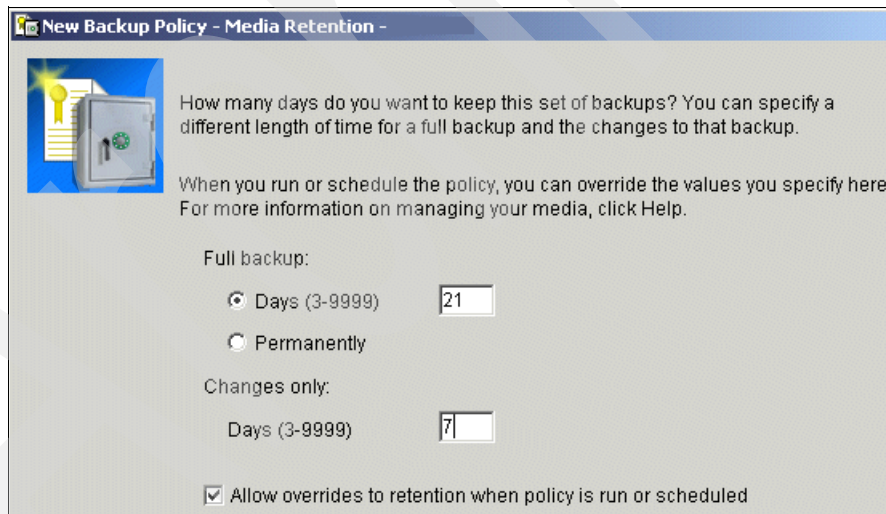 New Backup Policy - Media Retention -
How many days do you want to keep this set of backups? You can specify a
different length of time for a full backup and the changes to that backup.
When you run or schedule the policy, you can override the values you specify here
For more information on managing your media, click Help.
Full backup:
Days (3-9999) 21
Permanently
Changes only:
Days (3-9999) 7
Allow overrides to retention when policy is run or scheduled